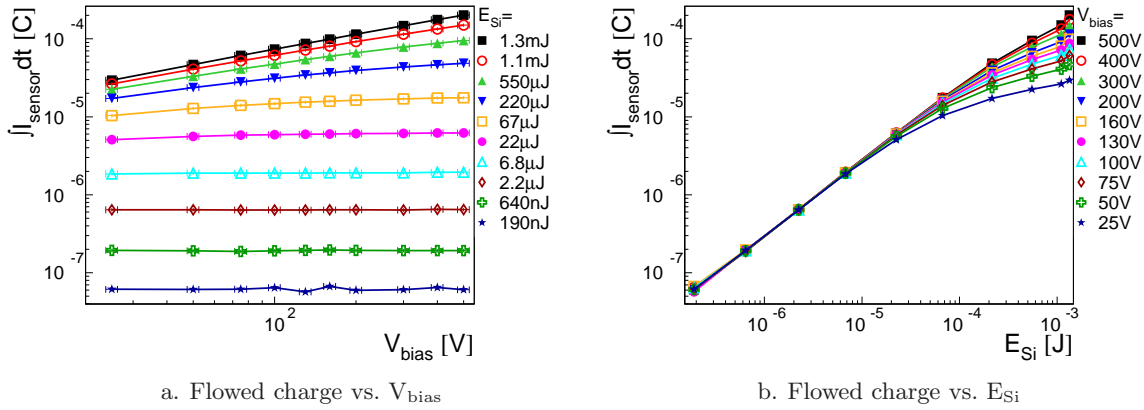 ∫I_sensor dt [C]
10^-4
10^-5
10^-6
10^-7
10^2
V_bias [V]
E_Si=
1.3mJ
1.1mJ
550μJ
220μJ
67μJ
22μJ
6.8μJ
2.2μJ
640nJ
190nJ
a. Flowed charge vs. V_bias
∫I_sensor dt [C]
10^-4
10^-5
10^-6
10^-7
10^-6 10^-5 10^-4 10^-3
E_Si [J]
V_bias=
500V
400V
300V
200V
160V
130V
100V
75V
50V
25V
b. Flowed charge vs. E_Si